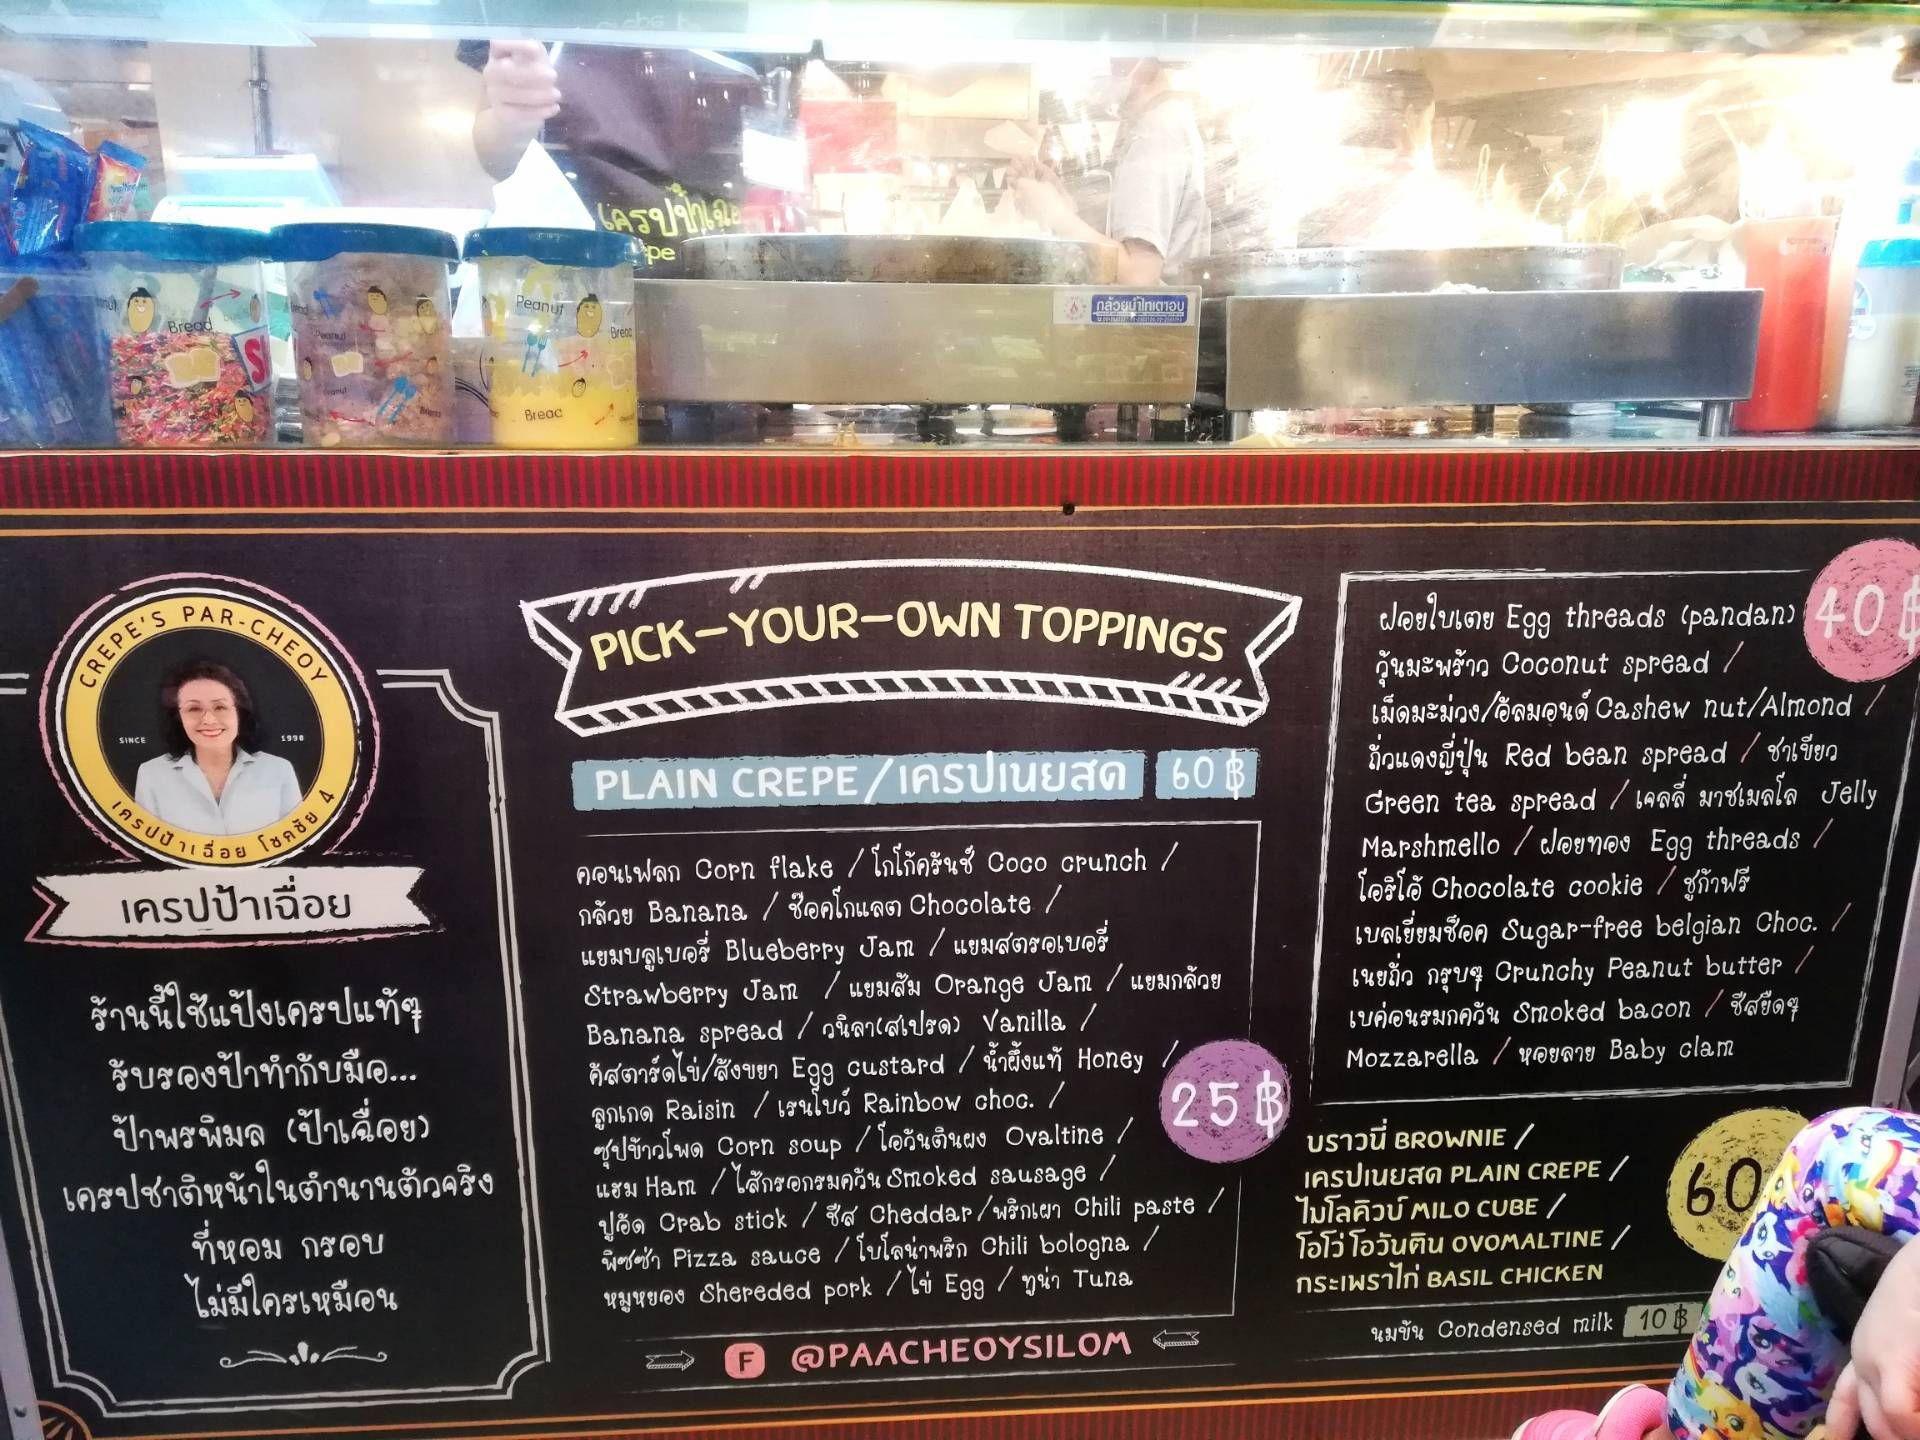 เครปป้าเฉื่อ
Bread
Peanut
Bread
Peanut
Breac
กล้วยน้ำไทเตาอบ
CREPE'S PAR-CHEOY
SINCE 1998
เครปป้าเฉื่อย โชคชัย 4
เครปป้าเฉื่อย
ร้านนี้ใช้แป้งเครปแท้ๆ
รับรองป้าทำกับมือ...
ป้าพรพิมล (ป้าเฉื่อย)
เครปชาติหน้าในตำนานตัวจริง
ที่หอม กรอบ
ไม่มีใครเหมือน
PICK-YOUR-OWN TOPPINGS
PLAIN CREPE/เครปเนยสด 60 ฿
คอนเฟลก Corn flake / โกโก้ครันช์ Coco crunch /
กล้วย Banana / ช๊อคโกแลต Chocolate /
แยมบลูเบอรี่ Blueberry Jam / แยมสตรอเบอรี่
Strawberry Jam / แยมส้ม Orange Jam / แยมกล้วย
Banana spread / วนิลา(สเปรด) Vanilla /
คัสตาร์ดไข่/สังขยา Egg custard / น้ำผึ้งแท้ Honey /
ลูกเกด Raisin / เรนโบว์ Rainbow choc. /
ซุปข้าวโพด Corn soup / โอวันตินผง Ovaltine /
แฮม Ham / ไส้กรอกรมควัน Smoked sausage /
ปูอัด Crab stick / ชีส Cheddar/พริกเผา Chili paste /
พิซซ่า Pizza sauce / โบโลน่าพริก Chili bologna /
หมูหยอง Shereded pork / ไข่ Egg / ทูน่า Tuna
25 ฿
@PAACHEOYSILOM
ฝอยใบเตย Egg threads (pandan)
วุ้นมะพร้าว Coconut spread /
เม็ดมะม่วง/อัลมอนด์ Cashew nut/Almond /
ถั่วแดงญี่ปุ่น Red bean spread / ชาเขียว
Green tea spread / เจลลี่ มาชเมลโล Jelly
Marshmello / ฝอยทอง Egg threads /
โอริโอ้ Chocolate cookie / ชูก้าฟรี
เบลเยี่ยมช็อค Sugar-free belgian Choc. /
เนยถั่ว กรุบๆ Crunchy Peanut butter /
เบค่อนรมกควัน Smoked bacon / ชีสยืดๆ
Mozzarella / หอยลาย Baby clam
40 ฿
บราวนี่ BROWNIE /
เครปเนยสด PLAIN CREPE /
ไมโลคิวบ์ MILO CUBE /
โอโว่ โอวันติน OVOMALTINE /
กระเพราไก่ BASIL CHICKEN
60
นมข้น Condensed milk 10 ฿